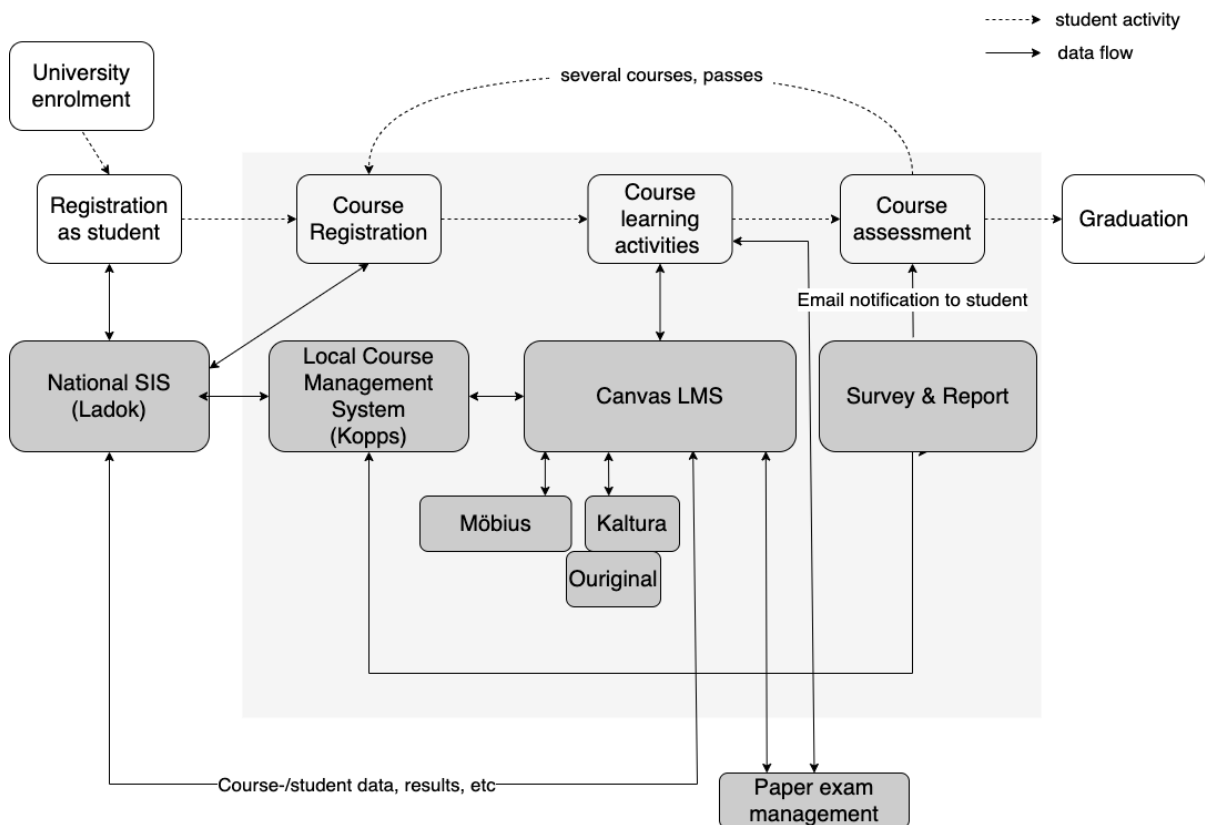 student activity
data flow
University
enrolment
several courses, passes
Registration
as student
Course
Registration
Course
learning
activities
Course
assessment
Graduation
Email notification to student
National SIS
(Ladok)
Local Course
Management
System
(Kopps)
Canvas LMS
Survey & Report
Möbius
Kaltura
Ouriginal
Course-/student data, results, etc
Paper exam
management